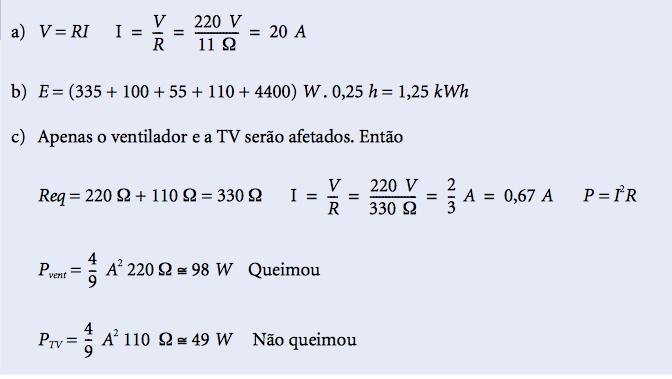 a) V = RI I = V/R = 220 V/11 Ω = 20 A
b) E = (335 + 100 + 55 + 110 + 4400) W . 0,25 h = 1,25 kWh
c) Apenas o ventilador e a TV serão afetados. Então
Req = 220 Ω + 110 Ω = 330 Ω I = V/R = 220 V/330 Ω = 2/3 A = 0,67 A P = I²R
P_vent = 4/9 A² 220 Ω ≅ 98 W Queimou
P_TV = 4/9 A² 110 Ω ≅ 49 W Não queimou